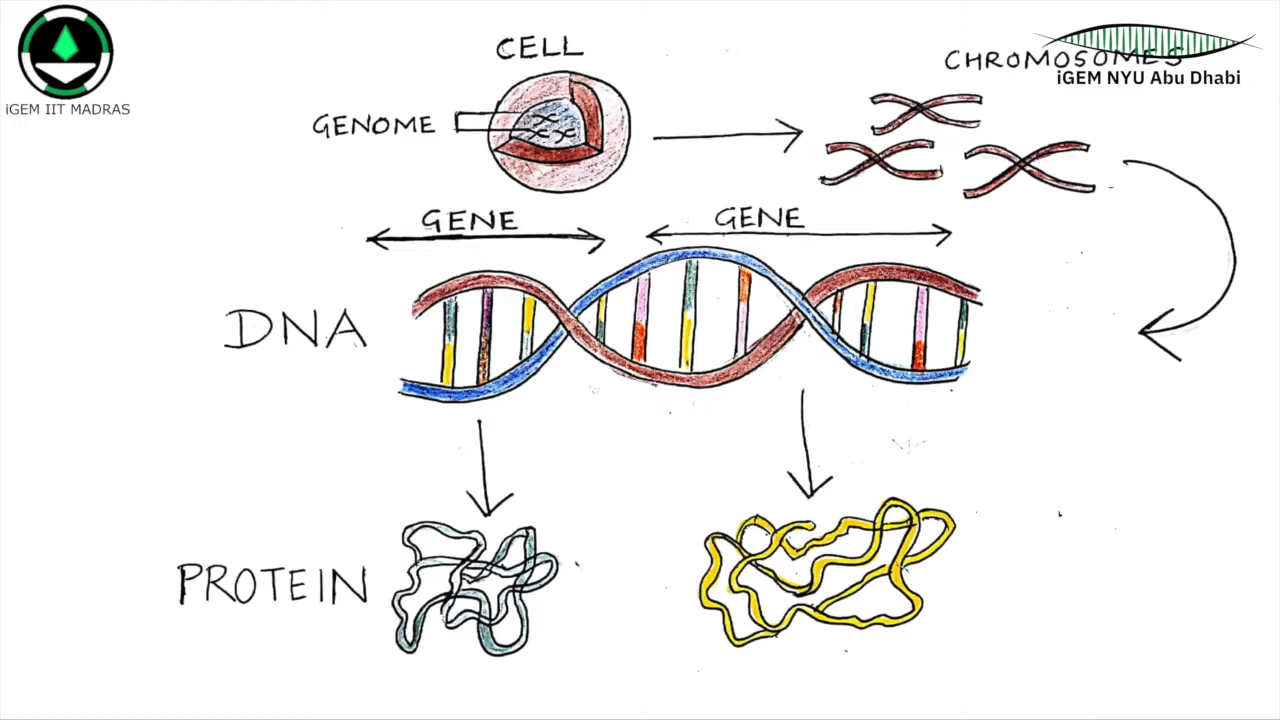 iGEM IIT MADRAS
CELL
CHROMOSOMES
iGEM NYU Abu Dhabi
GENOME
GENE
GENE
DNA
PROTEIN